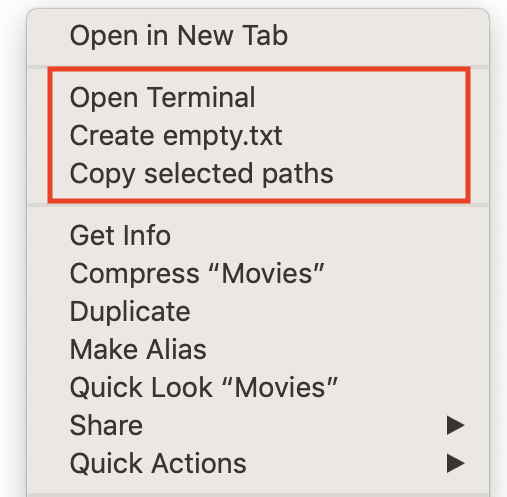 Open in New Tab
Open Terminal
Create empty.txt
Copy selected paths
Get Info
Compress “Movies”
Duplicate
Make Alias
Quick Look “Movies”
Share
Quick Actions